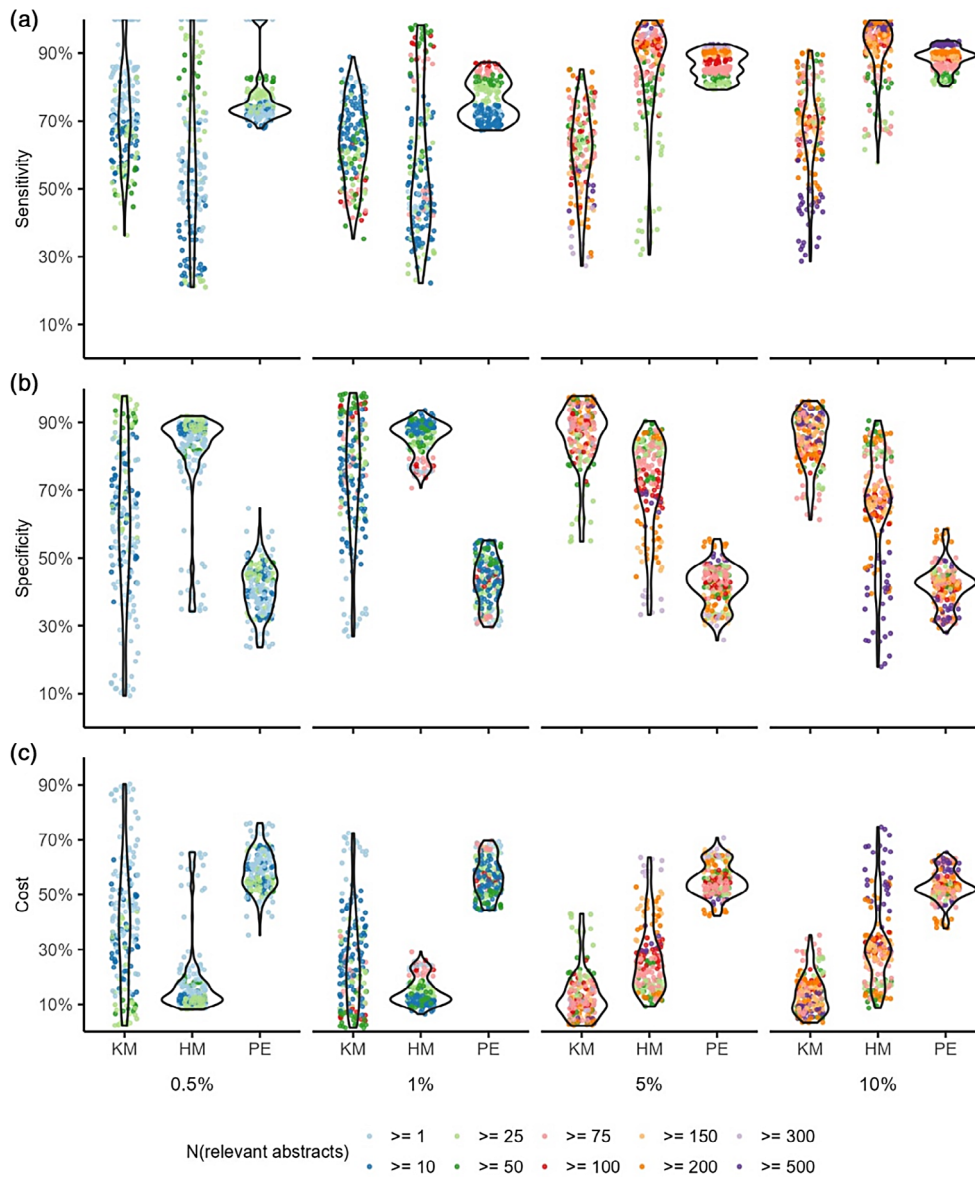 (a)
Sensitivity
90%
70%
50%
30%
10%
(b)
Specificity
90%
70%
50%
30%
10%
(c)
Cost
90%
70%
50%
30%
10%
KM HM PE KM HM PE KM HM PE KM HM PE
0.5% 1% 5% 10%
N(relevant abstracts)
>= 1 >= 25 >= 75 >= 150 >= 300
>= 10 >= 50 >= 100 >= 200 >= 500